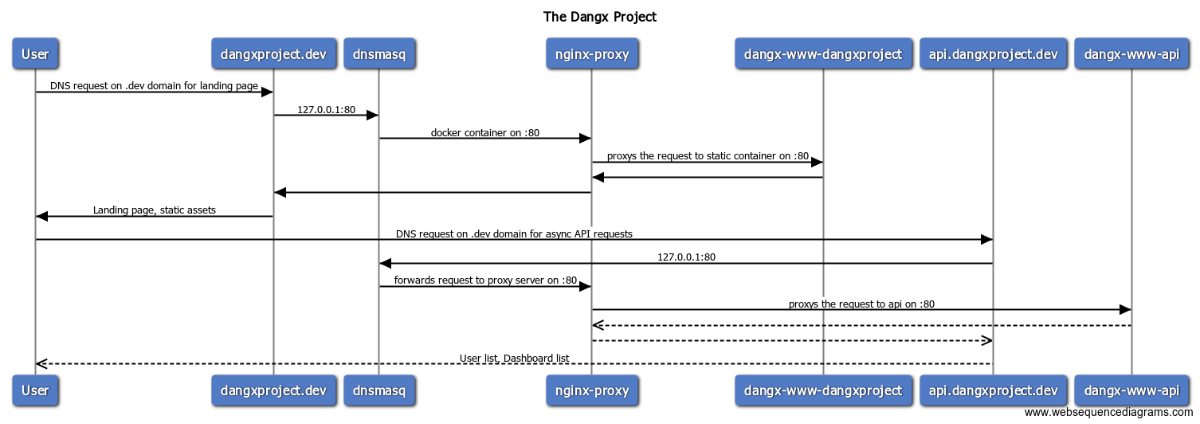 The Dangx Project
User
dangxproject.dev
dnsmasq
nginx-proxy
dangx-www-dangxproject
api.dangxproject.dev
dangx-www-api
DNS request on .dev domain for landing page
127.0.0.1:80
docker container on :80
proxys the request to static container on :80
Landing page, static assets
DNS request on .dev domain for async API requests
127.0.0.1:80
forwards request to proxy server on :80
proxys the request to api on :80
User list, Dashboard list
User
dangxproject.dev
dnsmasq
nginx-proxy
dangx-www-dangxproject
api.dangxproject.dev
dangx-www-api
www.websequencediagrams.com